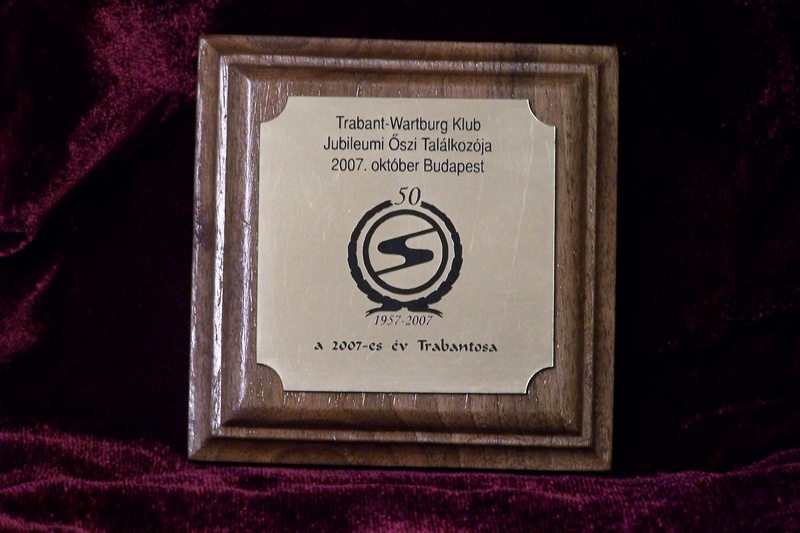 Trabant-Wartburg Klub
Jubileumi Őszi Találkozója
2007. október Budapest
50
1957-2007
a 2007-es év Trabantosa